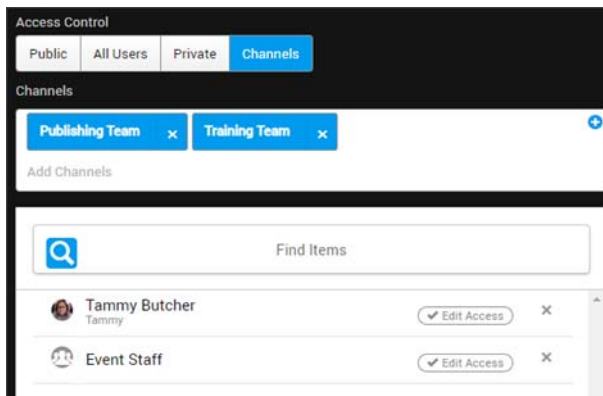 Access Control
Public All Users Private Channels
Channels
Publishing Team × Training Team ×
Add Channels
Find Items
Tammy Butcher
Tammy
✔ Edit Access ×
Event Staff
✔ Edit Access ×